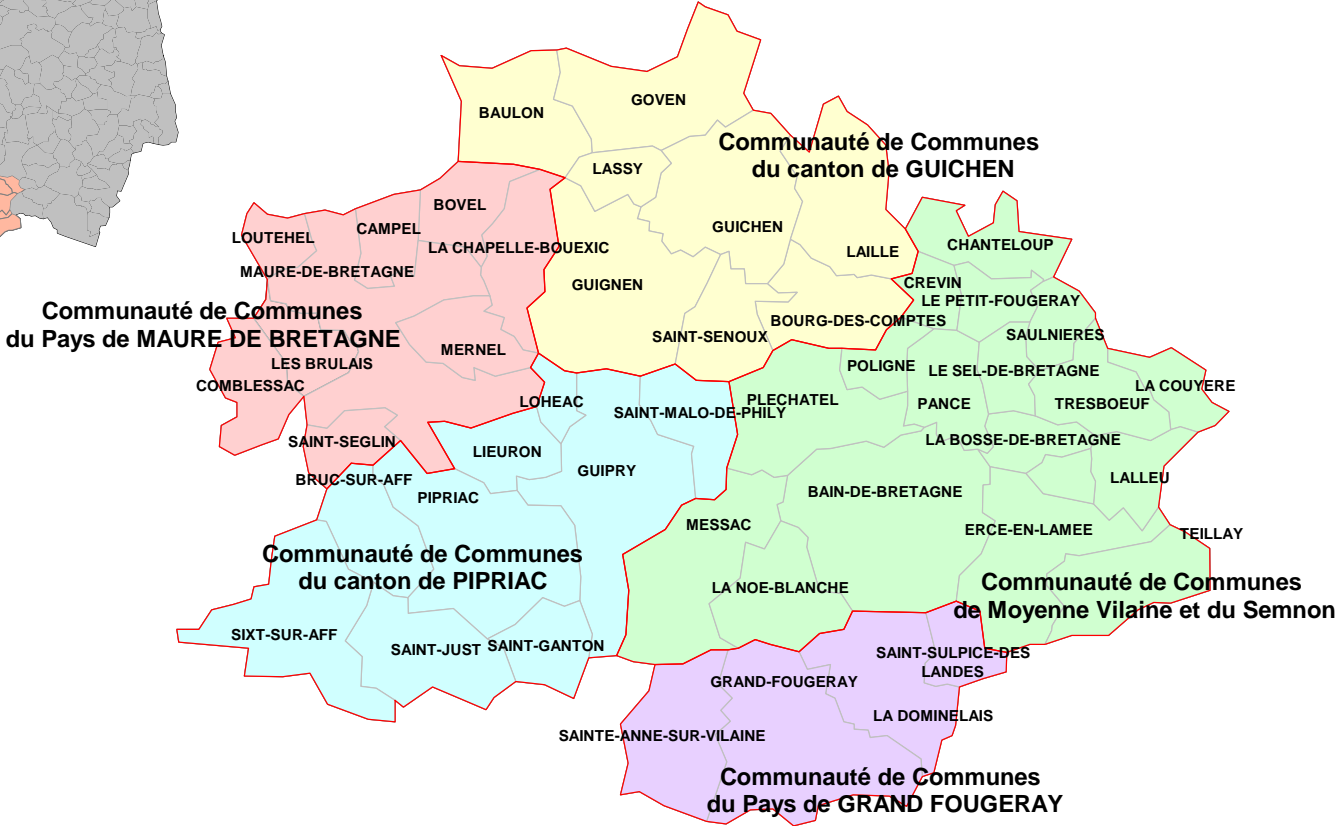 BAULON
GOVEN
Communauté de Communes
du canton de GUICHEN
LASSY
BOVEL
LOUTEHEL
CAMPEL
LA CHAPELLE-BOUEXIC
GUICHEN
LAILLE
CHANTELOUP
MAURE-DE-BRETAGNE
GUIGNEN
CREVIN
LE PETIT-FOUGERAY
Communauté de Communes
du Pays de MAURE DE BRETAGNE
BOURG-DES-COMPTES
SAINT-SENOUX
SAULNIERES
MERNEL
LES BRULAIS
POLIGNE
LE SEL-DE-BRETAGNE
COMBLESSAC
LA COUYERE
LOHEAC
SAINT-MALO-DE-PHILY
PLECHATEL
PANCE
TRESBOEUF
SAINT-SEGLIN
LIEURON
LA BOSSE-DE-BRETAGNE
GUIPRY
BRUC-SUR-AFF
LALLEU
PIPRIAC
BAIN-DE-BRETAGNE
MESSAC
ERCE-EN-LAMEE
TEILLAY
Communauté de Communes
du canton de PIPRIAC
LA NOE-BLANCHE
Communauté de Communes
de Moyenne Vilaine et du Semnon
SIXT-SUR-AFF
SAINT-JUST
SAINT-GANTON
SAINT-SULPICE-DES
LANDES
GRAND-FOUGERAY
LA DOMINELAIS
SAINTE-ANNE-SUR-VILAINE
Communauté de Communes
du Pays de GRAND FOUGERAY